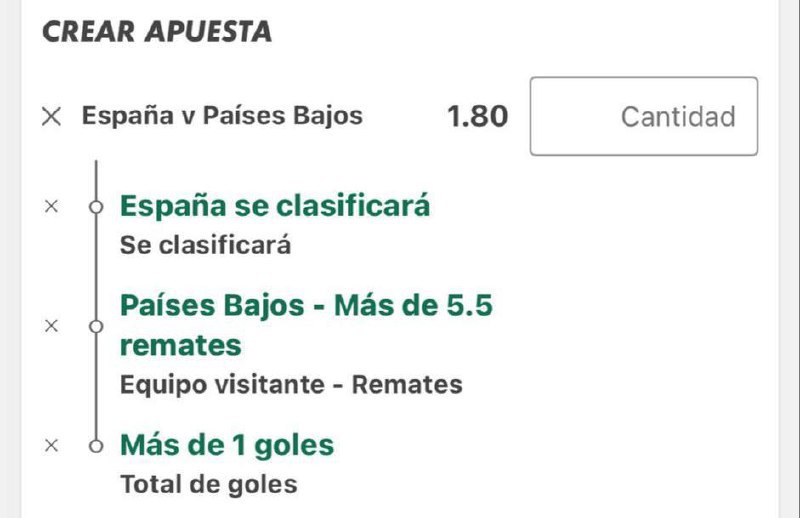 CREAR APUESTA
España v Países Bajos 1.80 Cantidad
España se clasificará
Se clasificará
Países Bajos - Más de 5.5
remates
Equipo visitante - Remates
Más de 1 goles
Total de goles